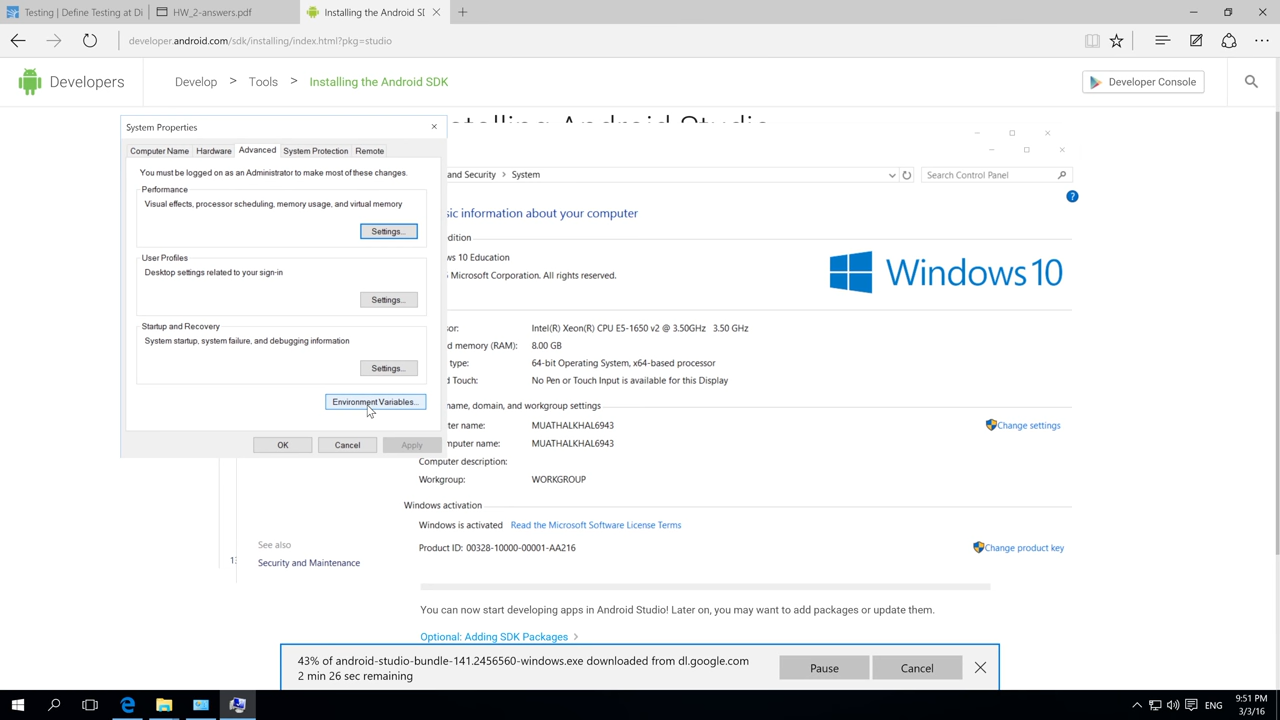 Testing | Define Testing at Di
HW_2-answers.pdf
Installing the Android SD
developer.android.com/sdk/installing/index.html?pkg=studio
Developers
Develop > Tools > Installing the Android SDK
Developer Console
System Properties
Computer Name Hardware Advanced System Protection Remote
You must be logged on as an Administrator to make most of these changes.
Performance
Visual effects, processor scheduling, memory usage, and virtual memory
Settings...
User Profiles
Desktop settings related to your sign-in
Settings...
Startup and Recovery
System startup, system failure, and debugging information
Settings...
Environment Variables...
OK Cancel Apply
and Security > System
Search Control Panel
sic information about your computer
dition
ws 10 Education
Microsoft Corporation. All rights reserved.
Windows 10
sor: Intel(R) Xeon(R) CPU E5-1650 v2 @ 3.50GHz 3.50 GHz
d memory (RAM): 8.00 GB
type: 64-bit Operating System, x64-based processor
d Touch: No Pen or Touch Input is available for this Display
name, domain, and workgroup settings
ter name: MUATHALKHAL6943
Change settings
mputer name: MUATHALKHAL6943
Computer description:
Workgroup: WORKGROUP
Windows activation
Windows is activated Read the Microsoft Software License Terms
Product ID: 00328-10000-00001-AA216
Change product key
See also
Security and Maintenance
You can now start developing apps in Android Studio! Later on, you may want to add packages or update them.
Optional: Adding SDK Packages >
43% of android-studio-bundle-141.2456560-windows.exe downloaded from dl.google.com
2 min 26 sec remaining
Pause Cancel
ENG
9:51 PM
3/3/16